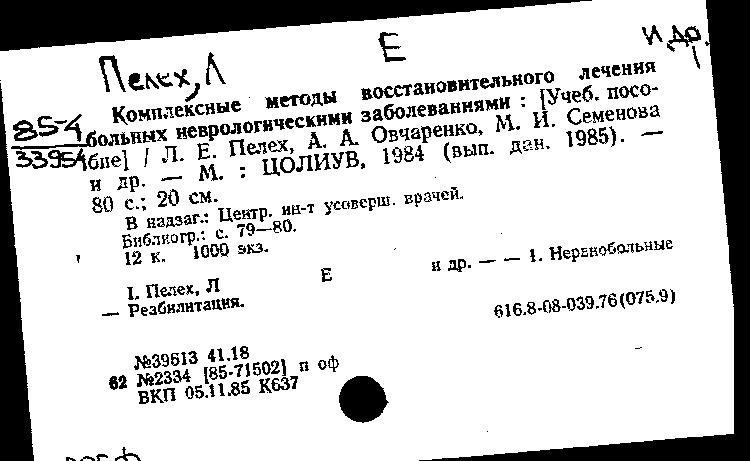 Пелех, Л Е И др.
Комплексные методы восстановительного лечения
85-4 больных неврологическими заболеваниями : [Учеб. посо-
33954 бие] / Л. Е. Пелех, А. А. Овчаренко, М. И. Семенова
и др. — М. : ЦОЛИУВ, 1984 (вып. дан. 1985). —
80 с.; 20 см.
В надзаг.: Центр. ин-т усоверш. врачей.
Библиогр.: с. 79—80.
12 к. 1000 экз.
I. Пелех, Л Е и др. — — 1. Нервнобольные
— Реабилитация.
616.8-08-039.76(075.9)
№39613 41.18
62 №2334 [85-71502] п оф
ВКП 05.11.85 К637